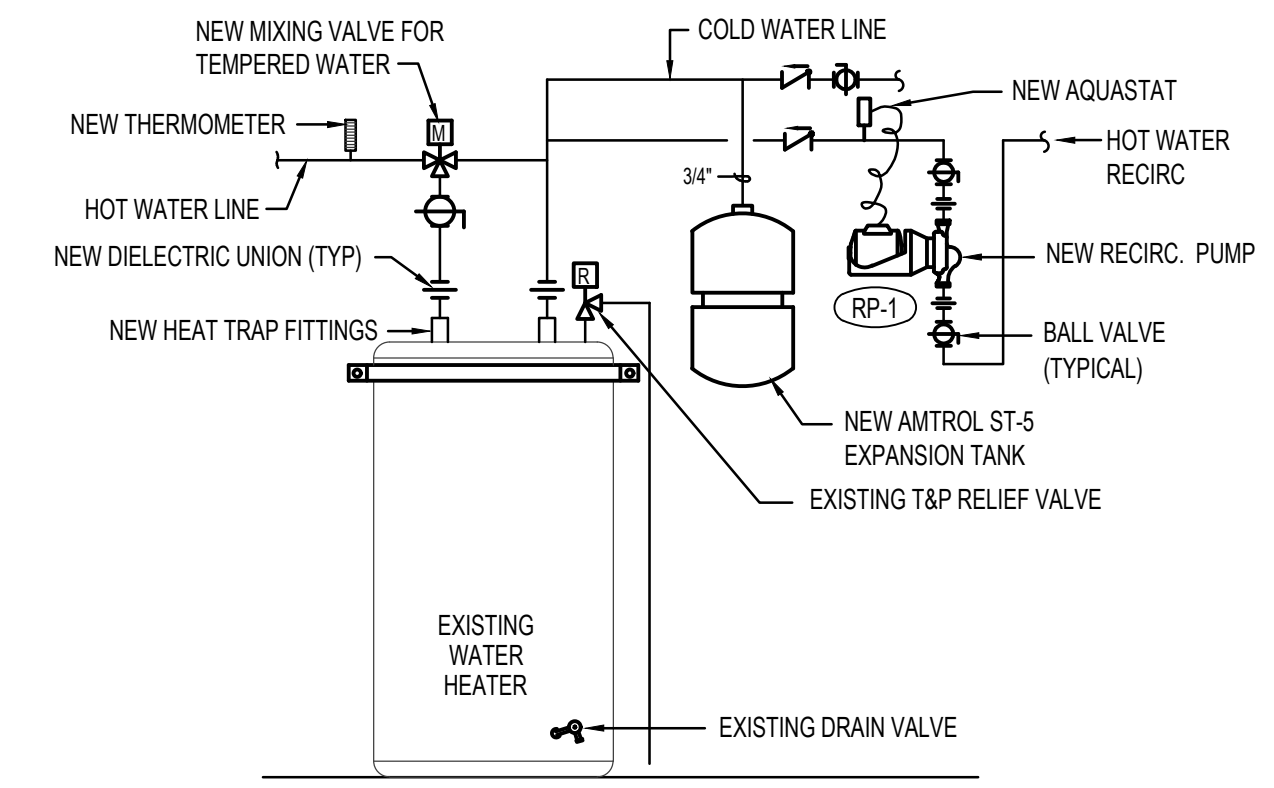 NEW MIXING VALVE FOR
TEMPERED WATER
COLD WATER LINE
NEW AQUASTAT
NEW THERMOMETER
M
HOT WATER
RECIRC
3/4"
HOT WATER LINE
NEW DIELECTRIC UNION (TYP)
R
NEW RECIRC. PUMP
RP-1
NEW HEAT TRAP FITTINGS
BALL VALVE
(TYPICAL)
NEW AMTROL ST-5
EXPANSION TANK
EXISTING T&P RELIEF VALVE
EXISTING
WATER
HEATER
EXISTING DRAIN VALVE